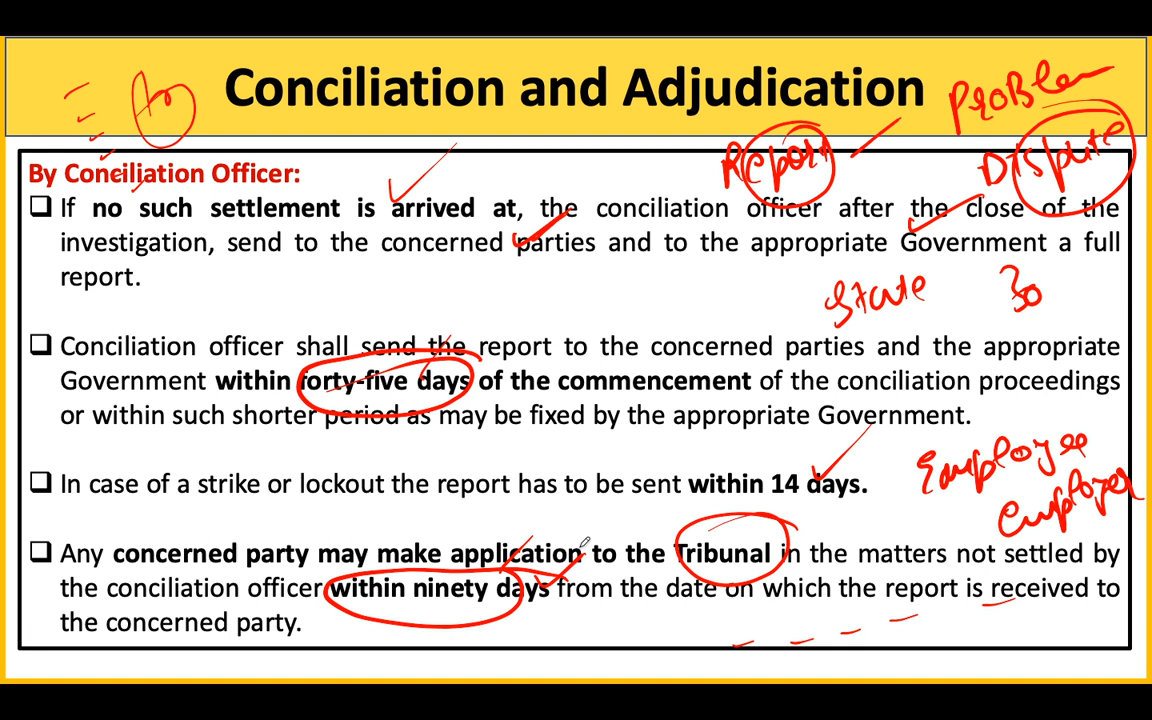 Conciliation and Adjudication
Problem
Report
Dispute
By Conciliation Officer:
❑ If no such settlement is arrived at, the conciliation officer after the close of the
investigation, send to the concerned parties and to the appropriate Government a full
report.
State
30
❑ Conciliation officer shall send the report to the concerned parties and the appropriate
Government within forty-five days of the commencement of the conciliation proceedings
or within such shorter period as may be fixed by the appropriate Government.
Employee
❑ In case of a strike or lockout the report has to be sent within 14 days.
Employer
❑ Any concerned party may make application to the Tribunal in the matters not settled by
the conciliation officer within ninety days from the date on which the report is received to
the concerned party.